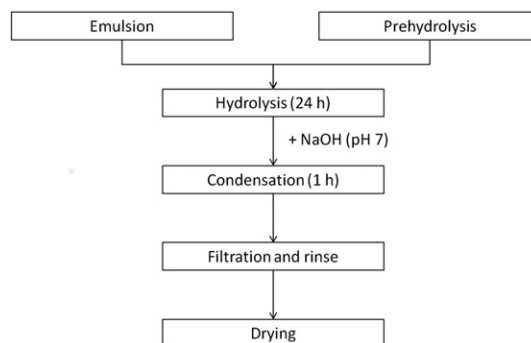 Emulsion
Prehydrolysis
Hydrolysis (24 h)
+ NaOH (pH 7)
Condensation (1 h)
Filtration and rinse
Drying